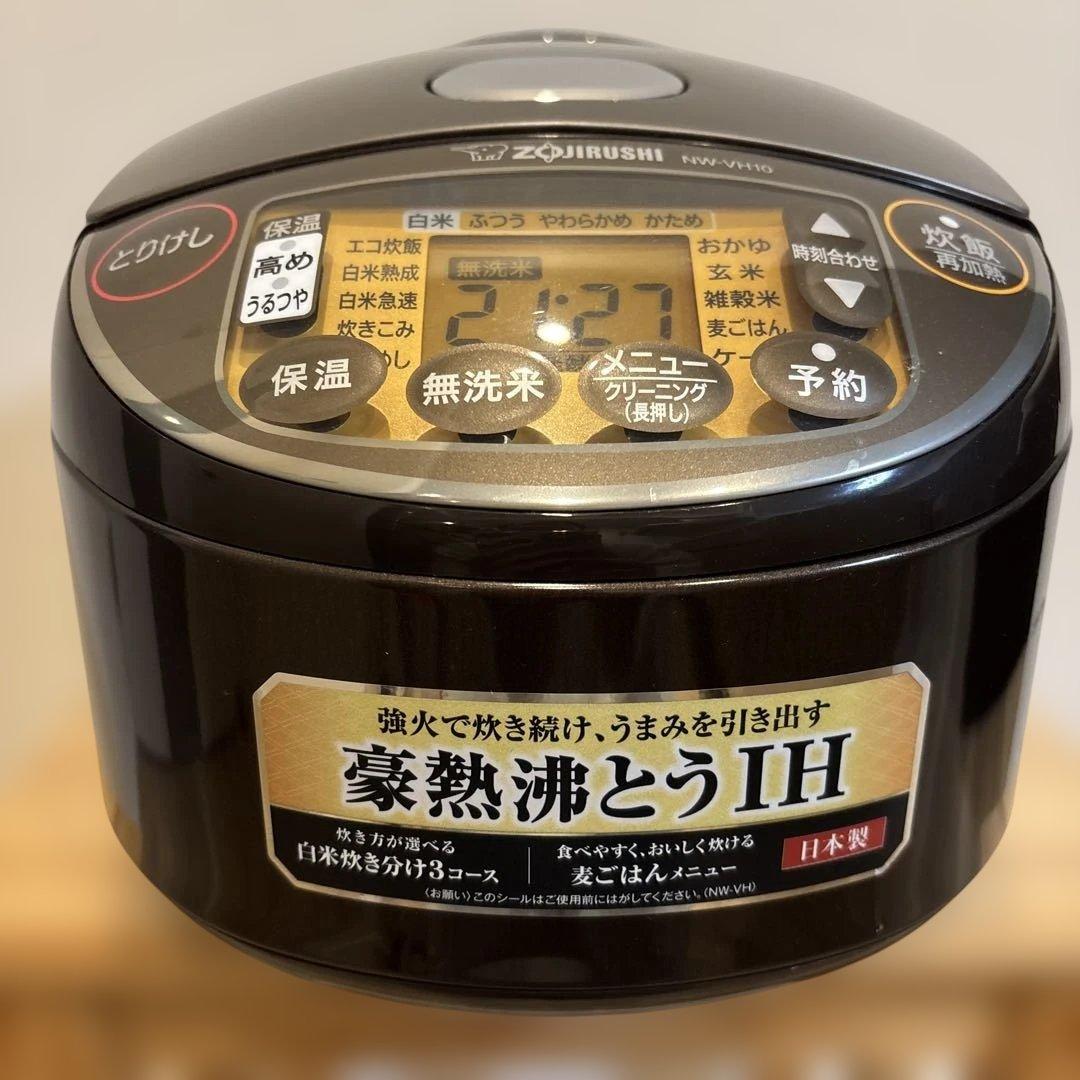 ZOJIRUSHI NW-VH10
とりけし
保温
高め
うるつや
白米 ふつう やわらかめ かため
エコ炊飯
白米熟成
白米急速
炊きこみ
めし
無洗米
21:27
おかゆ
玄米
雑穀米
麦ごはん
ケー
時刻合わせ
炊飯
再加熱
保温
無洗米
メニュー
クリーニング
(長押し)
予約
強火で炊き続け、うまみを引き出す
豪熱沸とうIH
炊き方が選べる
白米炊き分け3コース
食べやすく、おいしく炊ける
麦ごはんメニュー
日本製
〈お願い〉このシールはご使用前にはがしてください。(NW-VH)